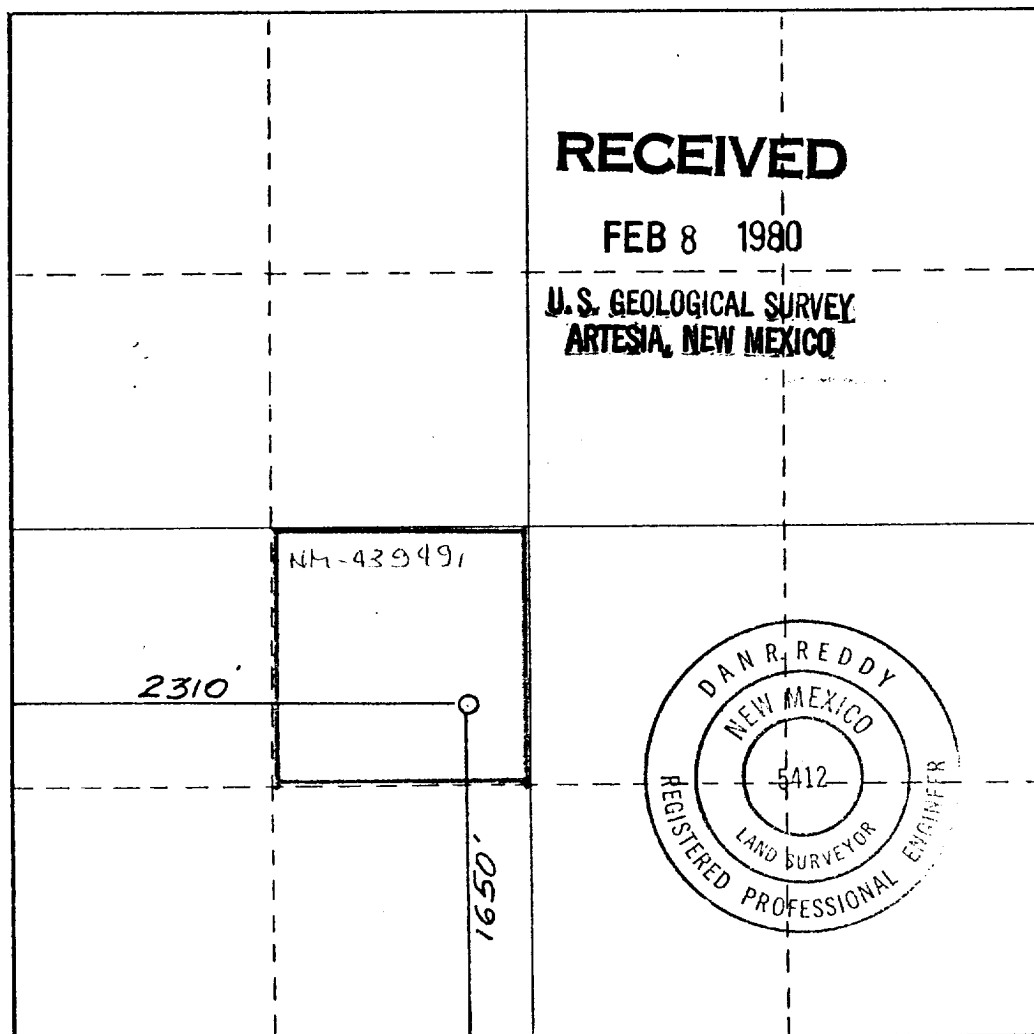 RECEIVED
FEB 8 1980
U.S. GEOLOGICAL SURVEY
ARTESIA, NEW MEXICO
NM-439491
2310'
1650'
DAN R. REDDY
NEW MEXICO
5412
LAND SURVEYOR
REGISTERED PROFESSIONAL ENGINEER